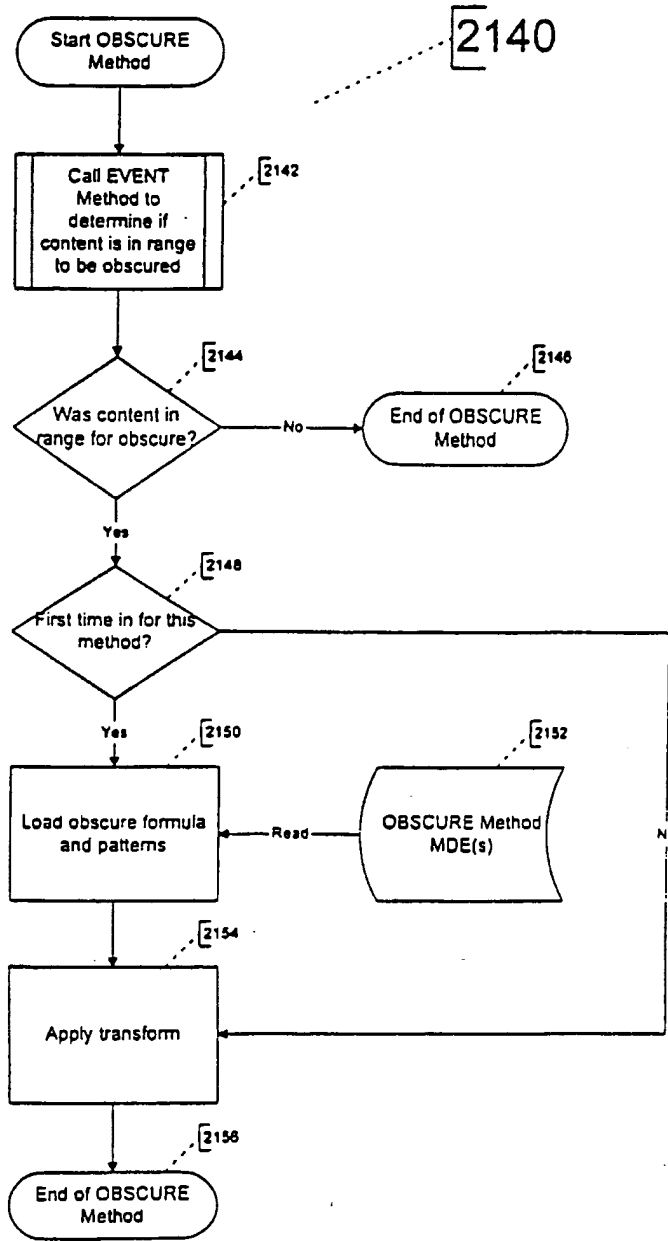 Start OBSCURE
Method
2140
Call EVENT
Method to
determine if
content is in range
to be obscured
2142
2144
Was content in
range for obscure?
No
2146
End of OBSCURE
Method
Yes
2148
First time in for this
method?
Yes
2150
Load obscure formula
and patterns
Read
2152
OBSCURE Method
MDE(s)
N
2154
Apply transform
2156
End of OBSCURE
Method